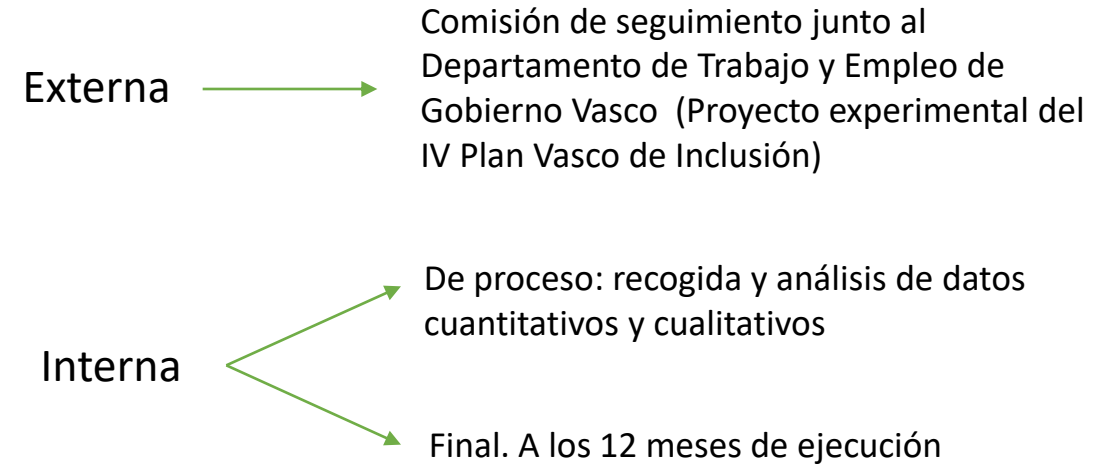 Externa
Comisión de seguimiento junto al
Departamento de Trabajo y Empleo de
Gobierno Vasco  (Proyecto experimental del
IV Plan Vasco de Inclusión)
Interna
De proceso: recogida y análisis de datos
cuantitativos y cualitativos
Final. A los 12 meses de ejecución